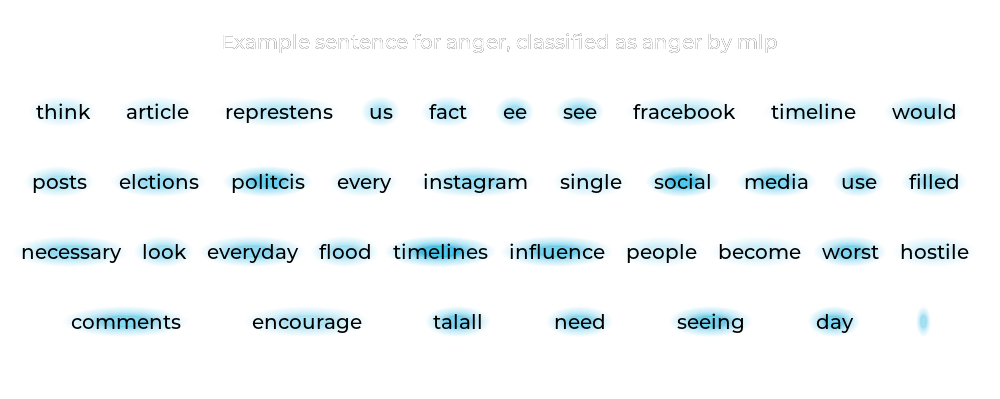 Example sentence for anger, classified as anger by mlp
think article represtens us fact ee see fracebook timeline would
posts elctions politcis every instagram single social media use filled
necessary look everyday flood timelines influence people become worst hostile
comments encourage talall need seeing day